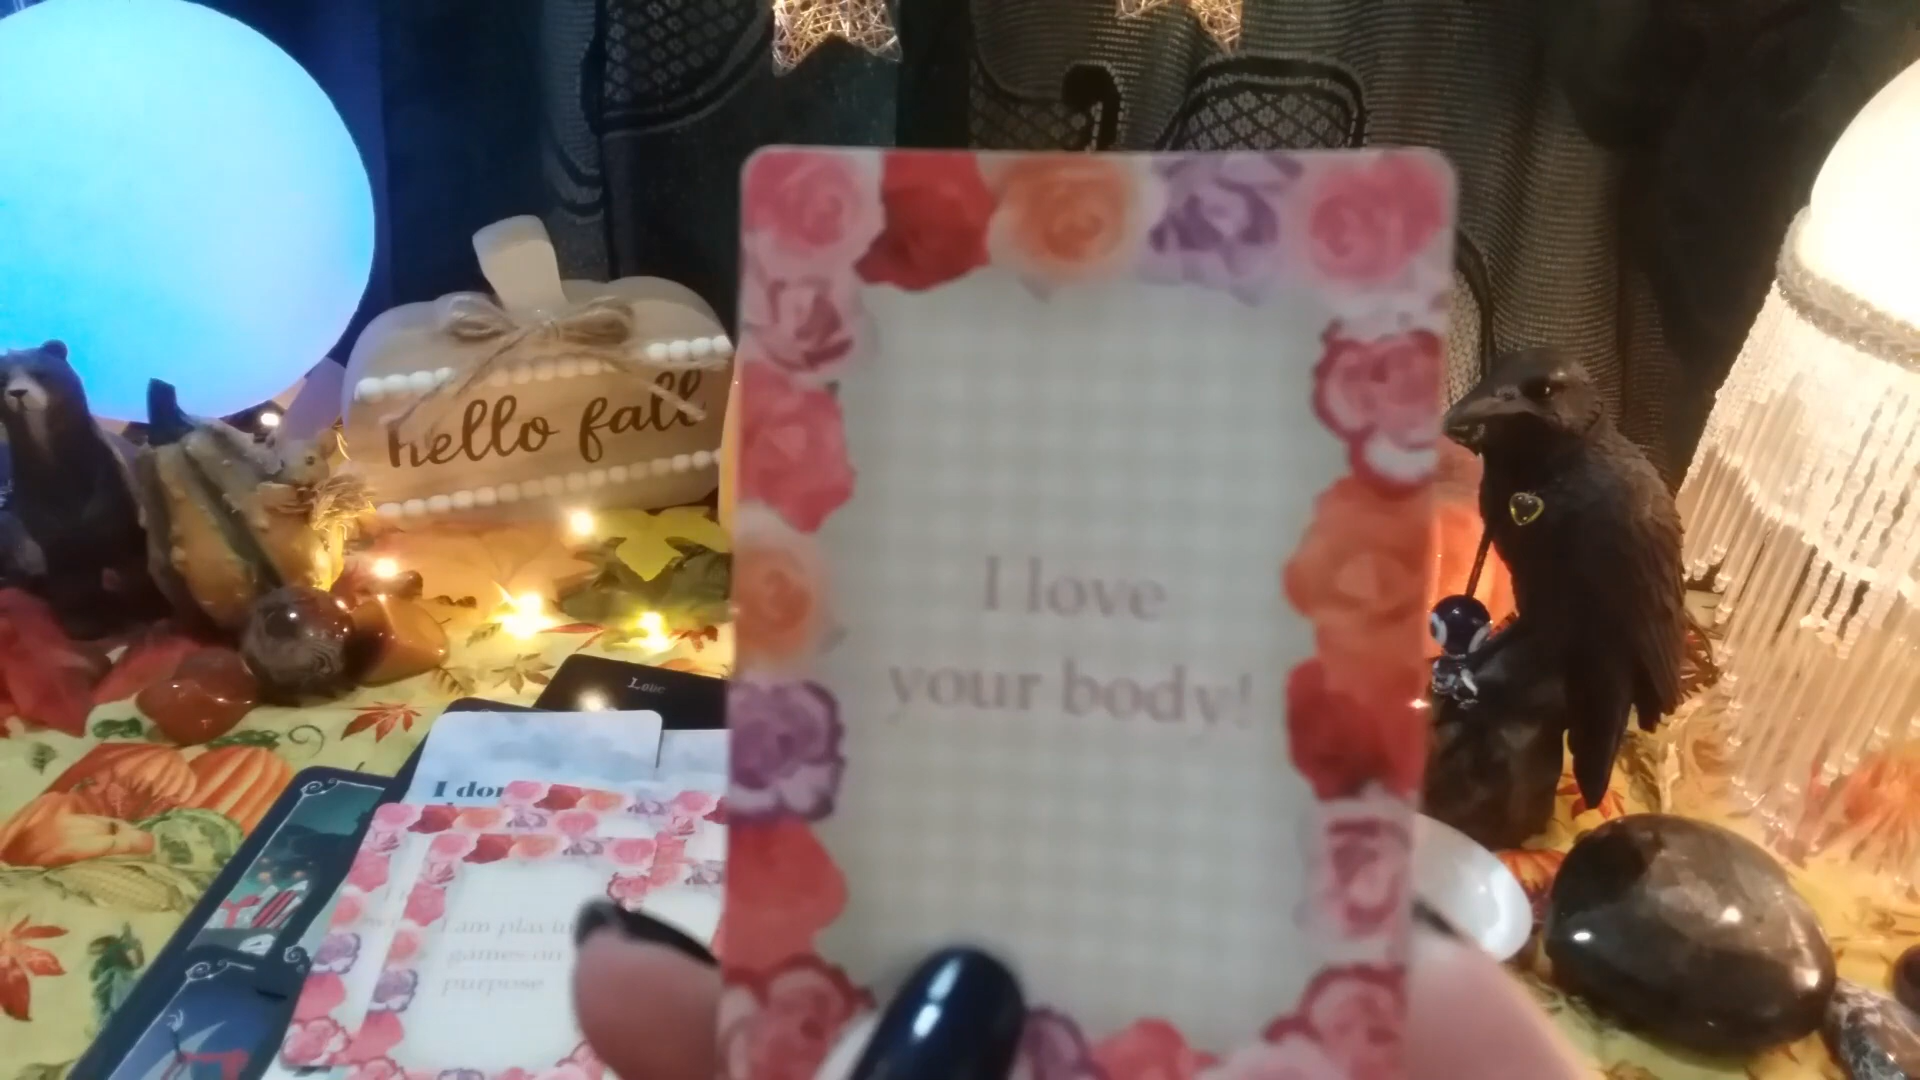 hello fall
I love
your body!
Love
I am playing
games on
purpose